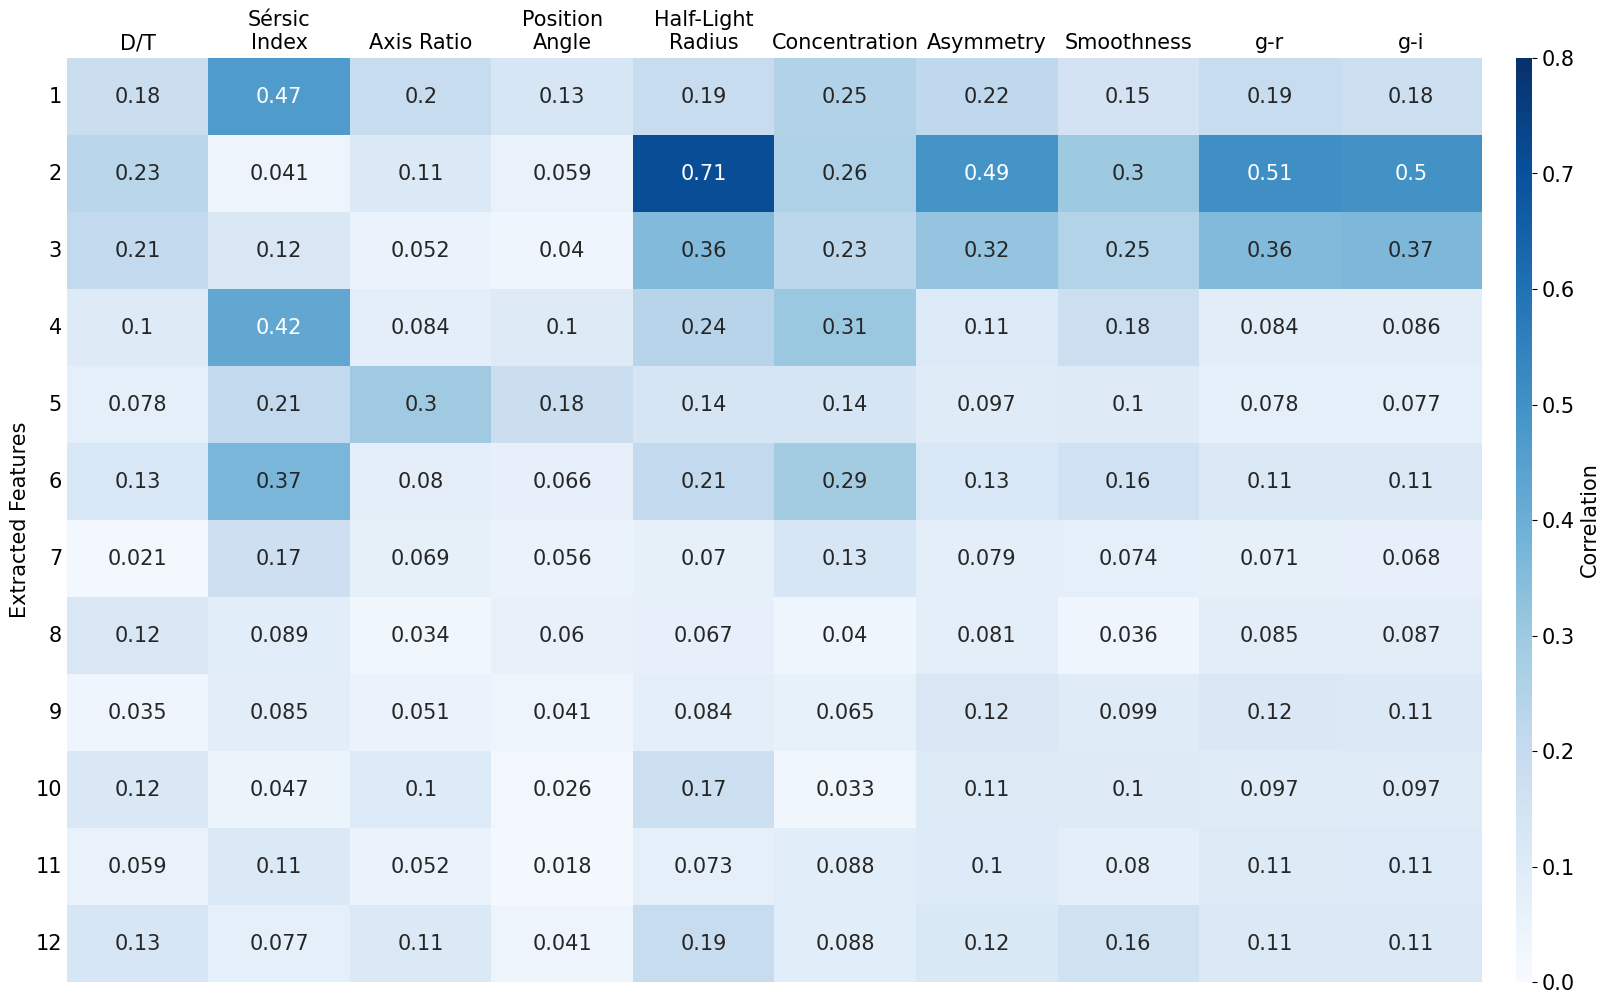 D/T Sérsic Index Axis Ratio Position Angle Half-Light Radius Concentration Asymmetry Smoothness g-r g-i
1 0.18 0.47 0.2 0.13 0.19 0.25 0.22 0.15 0.19 0.18
2 0.23 0.041 0.11 0.059 0.71 0.26 0.49 0.3 0.51 0.5
3 0.21 0.12 0.052 0.04 0.36 0.23 0.32 0.25 0.36 0.37
4 0.1 0.42 0.084 0.1 0.24 0.31 0.11 0.18 0.084 0.086
5 0.078 0.21 0.3 0.18 0.14 0.14 0.097 0.1 0.078 0.077
6 0.13 0.37 0.08 0.066 0.21 0.29 0.13 0.16 0.11 0.11
7 0.021 0.17 0.069 0.056 0.07 0.13 0.079 0.074 0.071 0.068
8 0.12 0.089 0.034 0.06 0.067 0.04 0.081 0.036 0.085 0.087
9 0.035 0.085 0.051 0.041 0.084 0.065 0.12 0.099 0.12 0.11
10 0.12 0.047 0.1 0.026 0.17 0.033 0.11 0.1 0.097 0.097
11 0.059 0.11 0.052 0.018 0.073 0.088 0.1 0.08 0.11 0.11
12 0.13 0.077 0.11 0.041 0.19 0.088 0.12 0.16 0.11 0.11
Extracted Features
0.8
0.7
0.6
0.5
0.4
0.3
0.2
0.1
0.0
Correlation